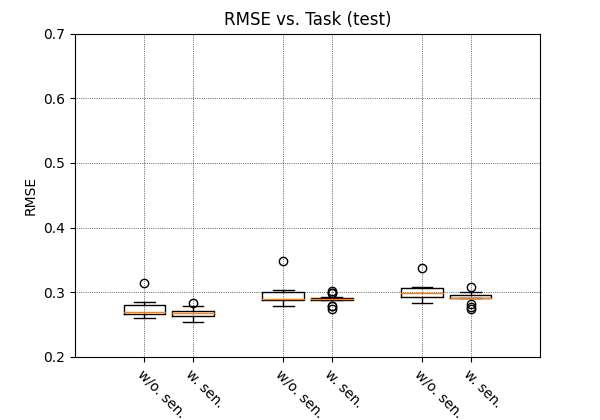 RMSE vs. Task (test)
0.7
0.6
0.5
0.4
0.3
0.2
RMSE
w/o. sen.
w. sen.
w/o. sen.
w. sen.
w/o. sen.
w. sen.